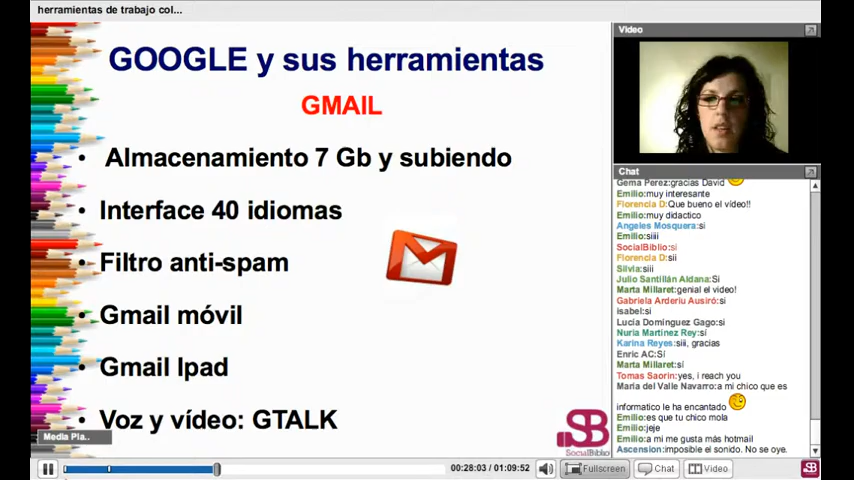 herramientas de trabajo col...
GOOGLE y sus herramientas
GMAIL
• Almacenamiento 7 Gb y subiendo
• Interface 40 idiomas
• Filtro anti-spam
• Gmail móvil
• Gmail Ipad
• Voz y vídeo: GTALK
SB
SocialBiblio
Media Pla..
Video
Chat
Gema Perez:gracias David
Emilio:muy interesante
Florencia D:Que bueno el vídeo!!
Emilio:muy didactico
Angeles Mosquera:si
Emilio:siiii
SocialBiblio:si
Florencia D:sii
Silvia:siii
Julio Santillán Aldana:Si
Marta Millaret:genial el video!
Gabriela Arderiu Ausiró:si
isabel:si
Lucía Domínguez Gago:si
Nuria Martinez Rey:sí
Karina Reyes:siii, gracias
Enric AC:Sí
Marta Millaret:sí
Tomas Saorin:yes, i reach you
Maria del Valle Navarro:a mi chico que es
informatico le ha encantado
Emilio:es que tu chico mola
Emilio:jeje
Emilio:a mi me gusta más hotmail
Ascension:imposible el sonido. No se oye.
00:28:03 / 01:09:52
Fullscreen
Chat
Video
SB